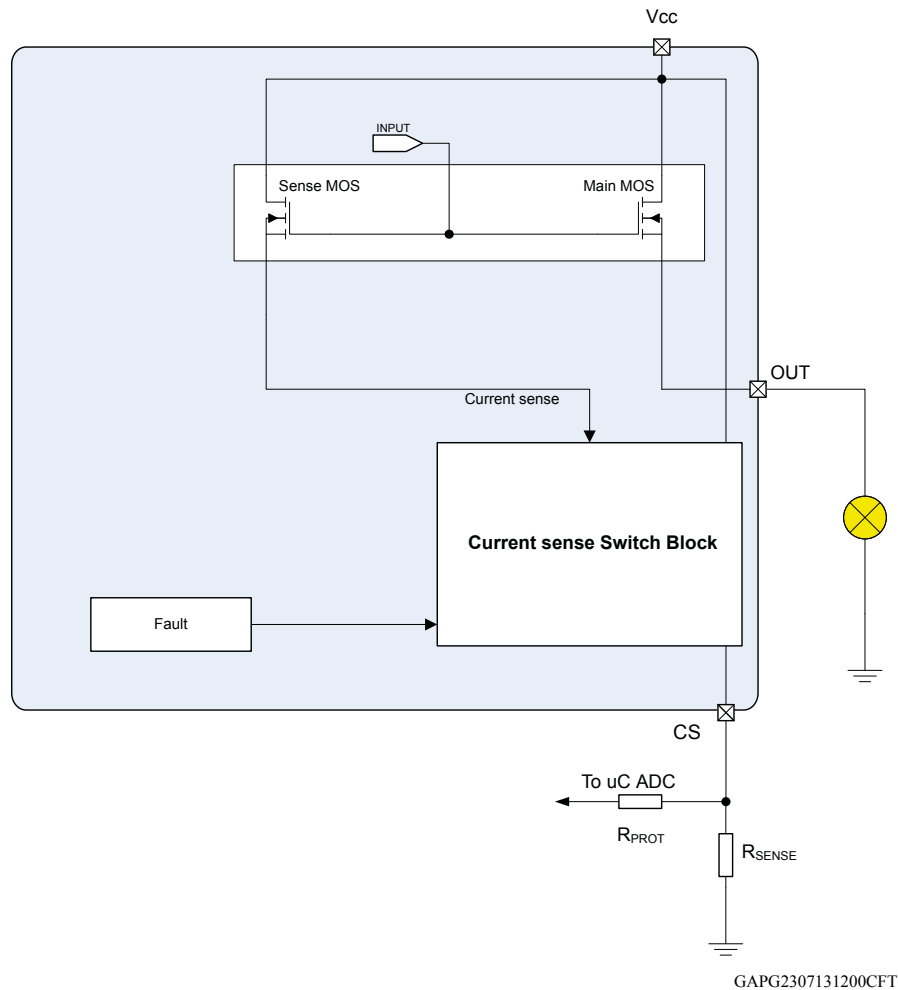 Vcc
INPUT
Sense MOS
Main MOS
OUT
Current sense
Current sense Switch Block
Fault
CS
To uC ADC
RPROT
RSENSE
GAPG2307131200CFT